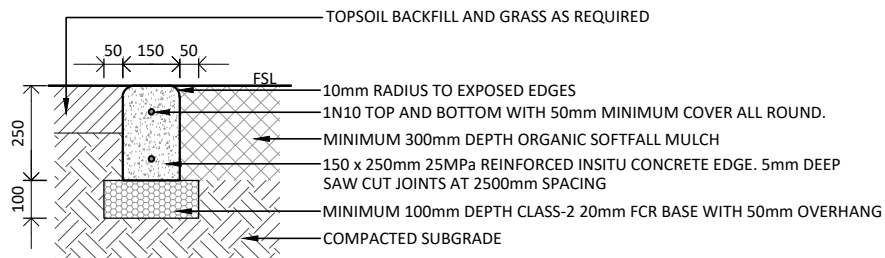 TOPSOIL BACKFILL AND GRASS AS REQUIRED
50 150 50
FSL
10mm RADIUS TO EXPOSED EDGES
1N10 TOP AND BOTTOM WITH 50mm MINIMUM COVER ALL ROUND.
250
MINIMUM 300mm DEPTH ORGANIC SOFTFALL MULCH
150 x 250mm 25MPa REINFORCED INSITU CONCRETE EDGE. 5mm DEEP
SAW CUT JOINTS AT 2500mm SPACING
100
MINIMUM 100mm DEPTH CLASS-2 20mm FCR BASE WITH 50mm OVERHANG
COMPACTED SUBGRADE